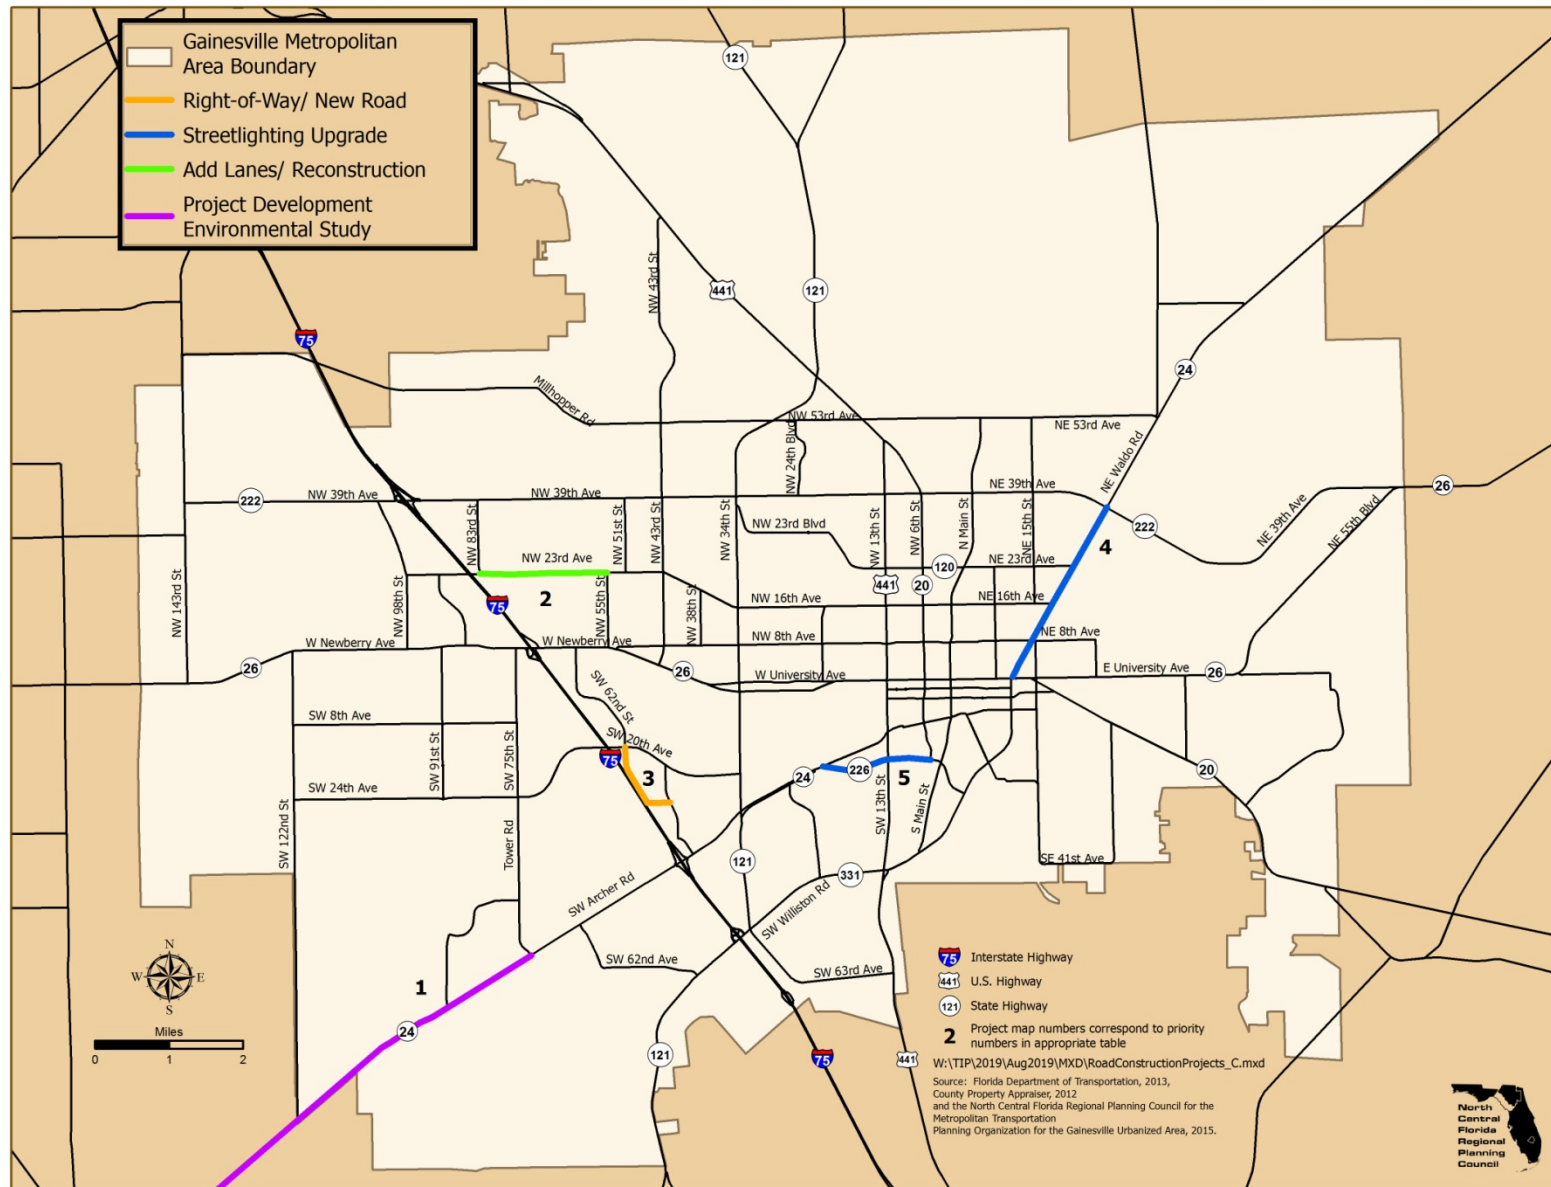 Gainesville Metropolitan
Area Boundary
Right-of-Way/ New Road
Streetlighting Upgrade
Add Lanes/ Reconstruction
Project Development
Environmental Study
121
441
121
75
24
NW 43rd St
Millhopper Rd
NW 53rd Ave
NE 53rd Ave
NW 24th Blvd
NE Waldo Rd
222
NW 39th Ave
NW 39th Ave
NE 39th Ave
26
222
NE 39th Ave
NE 55th Blvd
NW 83rd St
NW 51st St
NW 43rd St
NW 34th St
NW 23rd Blvd
NW 13th St
NW 6th St
N Main St
NE 15th St
4
NW 23rd Ave
120
NE 23rd Ave
NW 143rd St
NW 98th St
75
2
NW 55th St
NW 38th St
441
20
NW 16th Ave
NE 16th Ave
W Newberry Ave
W Newberry Ave
NW 8th Ave
NE 8th Ave
26
26
W University Ave
E University Ave
26
SW 62nd St
SW 8th Ave
SW 91st St
SW 75th St
SW 20th Ave
75
3
24
226
5
20
SW 24th Ave
SW 122nd St
Tower Rd
SW 13th St
S Main St
121
331
SE 41st Ave
SW Archer Rd
SW Williston Rd
SW 62nd Ave
SW 63rd Ave
1
24
121
75
441
N
W
E
S
Miles
0
1
2
75 Interstate Highway
441 U.S. Highway
121 State Highway
2 Project map numbers correspond to priority
numbers in appropriate table
W:\TIP\2019\Aug2019\MXD\RoadConstructionProjects_C.mxd
Source: Florida Department of Transportation, 2013,
County Property Appraiser, 2012
and the North Central Florida Regional Planning Council for the
Metropolitan Transportation
Planning Organization for the Gainesville Urbanized Area, 2015.
North
Central
Florida
Regional
Planning
Council